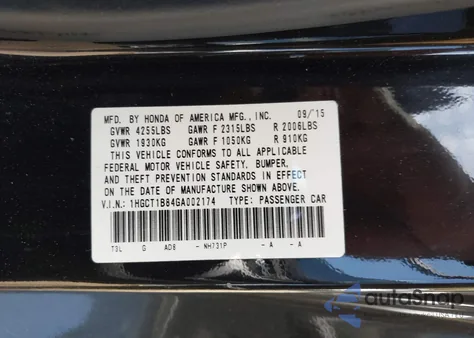 MFD. BY HONDA OF AMERICA MFG., INC. 09/'15
GVWR 4255LBS GAWR F 2315LBS R 2006LBS
GVWR 1930KG GAWR F 1050KG R 910KG
THIS VEHICLE CONFORMS TO ALL APPLICABLE
FEDERAL MOTOR VEHICLE SAFETY, BUMPER,
AND THEFT PREVENTION STANDARDS IN EFFECT
ON THE DATE OF MANUFACTURE SHOWN ABOVE.
V.I.N.: 1HGCT1B84GA002174 TYPE: PASSENGER CAR
T3L G AD8 - NH731P - A - A
autoSnap